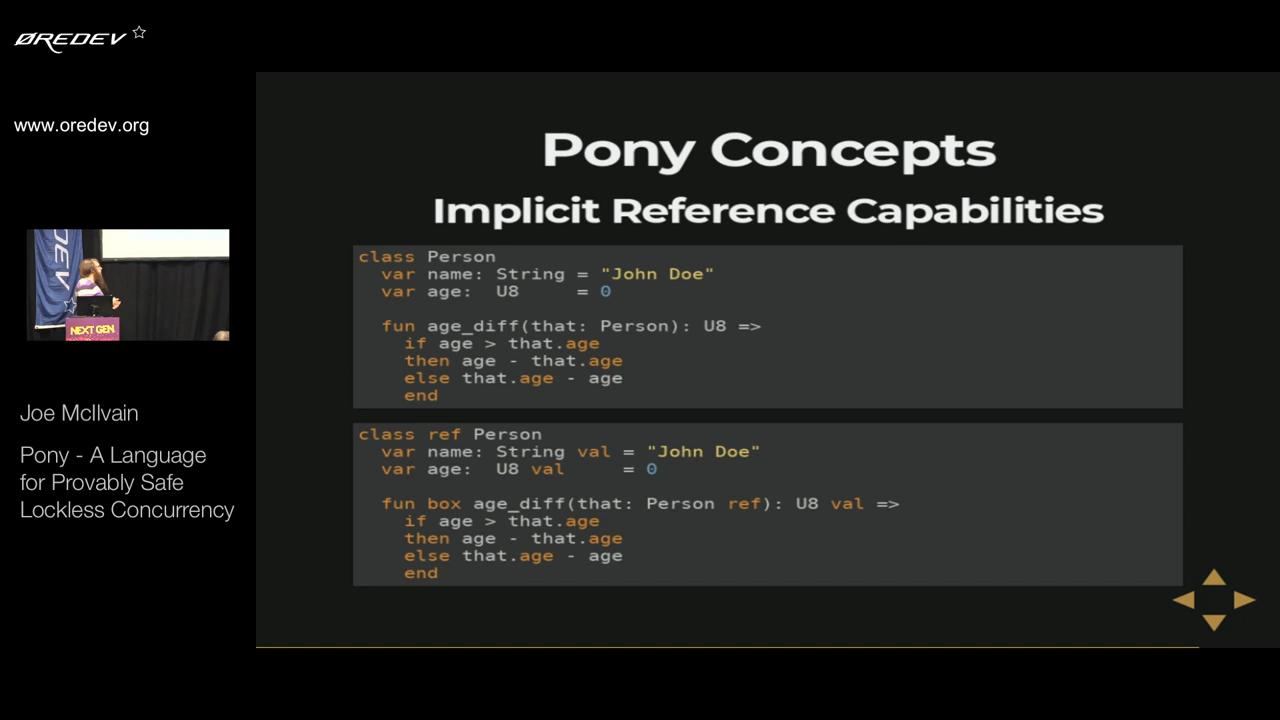 ØREDEV
www.oredev.org
DEV
NEXT GEN.
Joe McIlvain
Pony - A Language
for Provably Safe
Lockless Concurrency
Pony Concepts
Implicit Reference Capabilities
class Person
  var name: String = "John Doe"
  var age:  U8     = 0
  fun age_diff(that: Person): U8 =>
    if age > that.age
    then age - that.age
    else that.age - age
    end
class ref Person
  var name: String val = "John Doe"
  var age:  U8 val     = 0
  fun box age_diff(that: Person ref): U8 val =>
    if age > that.age
    then age - that.age
    else that.age - age
    end